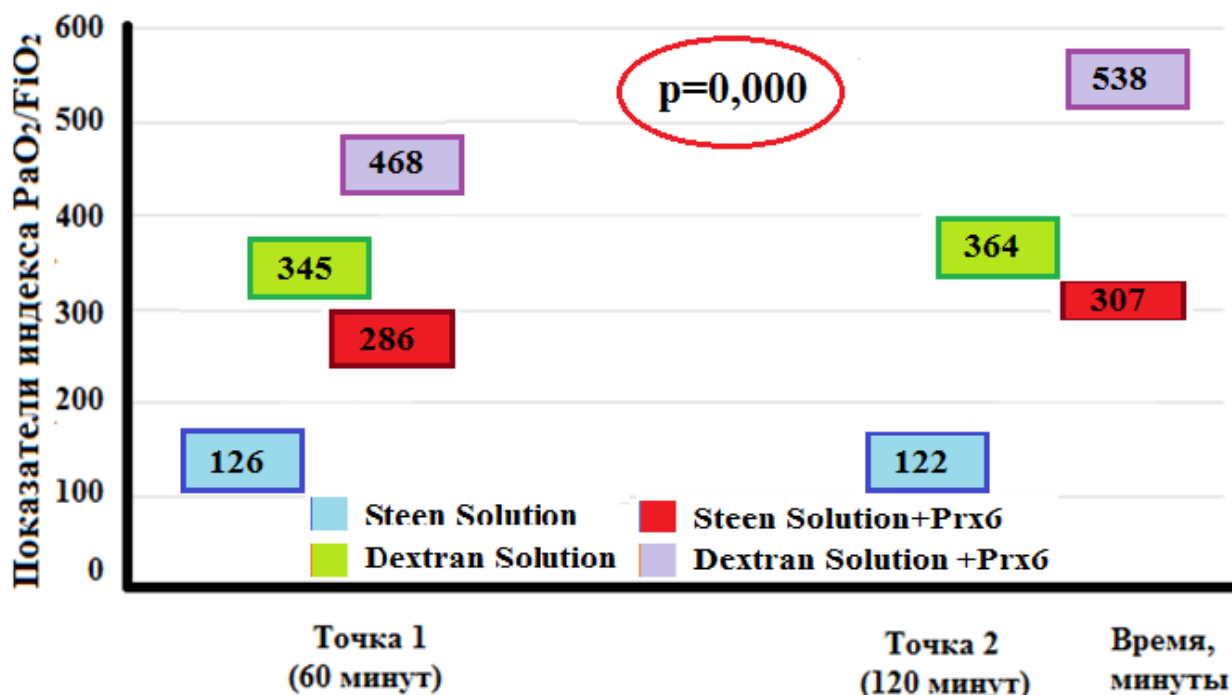 Показатели индекса PaO₂/FiO₂
600
500
400
300
200
100
0
p=0,000
538
468
345
364
286
307
126
122
Steen Solution
Steen Solution+Prx6
Dextran Solution
Dextran Solution +Prx6
Точка 1
(60 минут)
Точка 2
(120 минут)
Время,
минуты